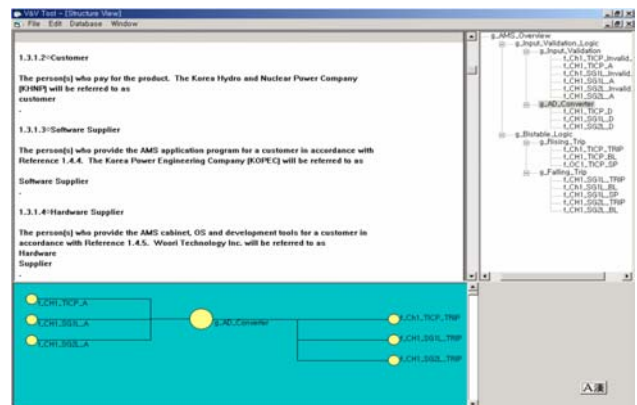 V&V Tool - [Structure View]
File Edit Database Window
1.3.1.2=Customer
The person(s) who pay for the product. The Korea Hydro and Nuclear Power Company
(KHNP) will be referred to as
customer
.
1.3.1.3=Software Supplier
The person(s) who provide the AMS application program for a customer in accordance with
Reference 1.4.4. The Korea Power Engineering Company (KOPEC) will be referred to as
Software Supplier
.
1.3.1.4=Hardware Supplier
The person(s) who provide the AMS cabinet, OS and development tools for a customer in
accordance with Reference 1.4.5. Woori Technology Inc. will be referred to as
Hardware
Supplier
.
g_AMS_Overview
g_Input_Validation_Logic
g_Input_Validation
f_Ch1_TICP_Invalid_
f_CH1_TICP_A
f_CH1_SG1L_Invalid_
f_CH1_SG1L_A
f_CH1_SG2L_Invalid
f_CH1_SG2L_A
g_AD_Converter
f_CH1_TICP_D
f_CH1_SG1L_D
f_CH1_SG2L_D
g_Bistable_Logic
g_Rising_Trip
f_Ch1_TICP_TRIP
f_CH1_TICP_BL
f_OC1_TICP_SP
g_Falling_Trip
f_CH1_SG1L_TRIP
f_CH1_SG1L_BL
f_CH1_SG1L_SP
f_CH1_SG2L_TRIP
f_CH1_SG2L_BL
f_CH1_TICP_A
f_CH1_SG1L_A
f_CH1_SG2L_A
g_AD_Converter
f_Ch1_TICP_TRIP
f_CH1_SG1L_TRIP
f_CH1_SG2L_TRIP
A漢